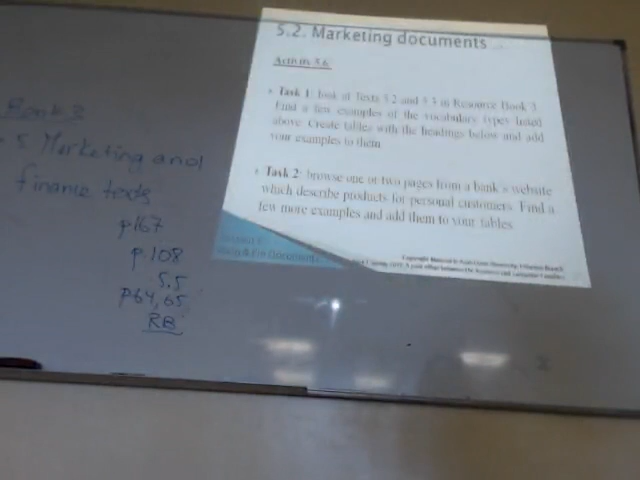 Book 3
5 Marketing and
finance texts
p167
p.108
5.5
p64,65
RB
5.2. Marketing documents
Activity 5.6
Task 1: look at Texts 5.2 and 5.3 in Resource Book 3.
Find a few examples of the vocabulary types listed
above. Create tables with the headings below and add
your examples to them.
Task 2: browse one or two pages from a bank's website
which describe products for personal customers. Find a
few more examples and add them to your tables.